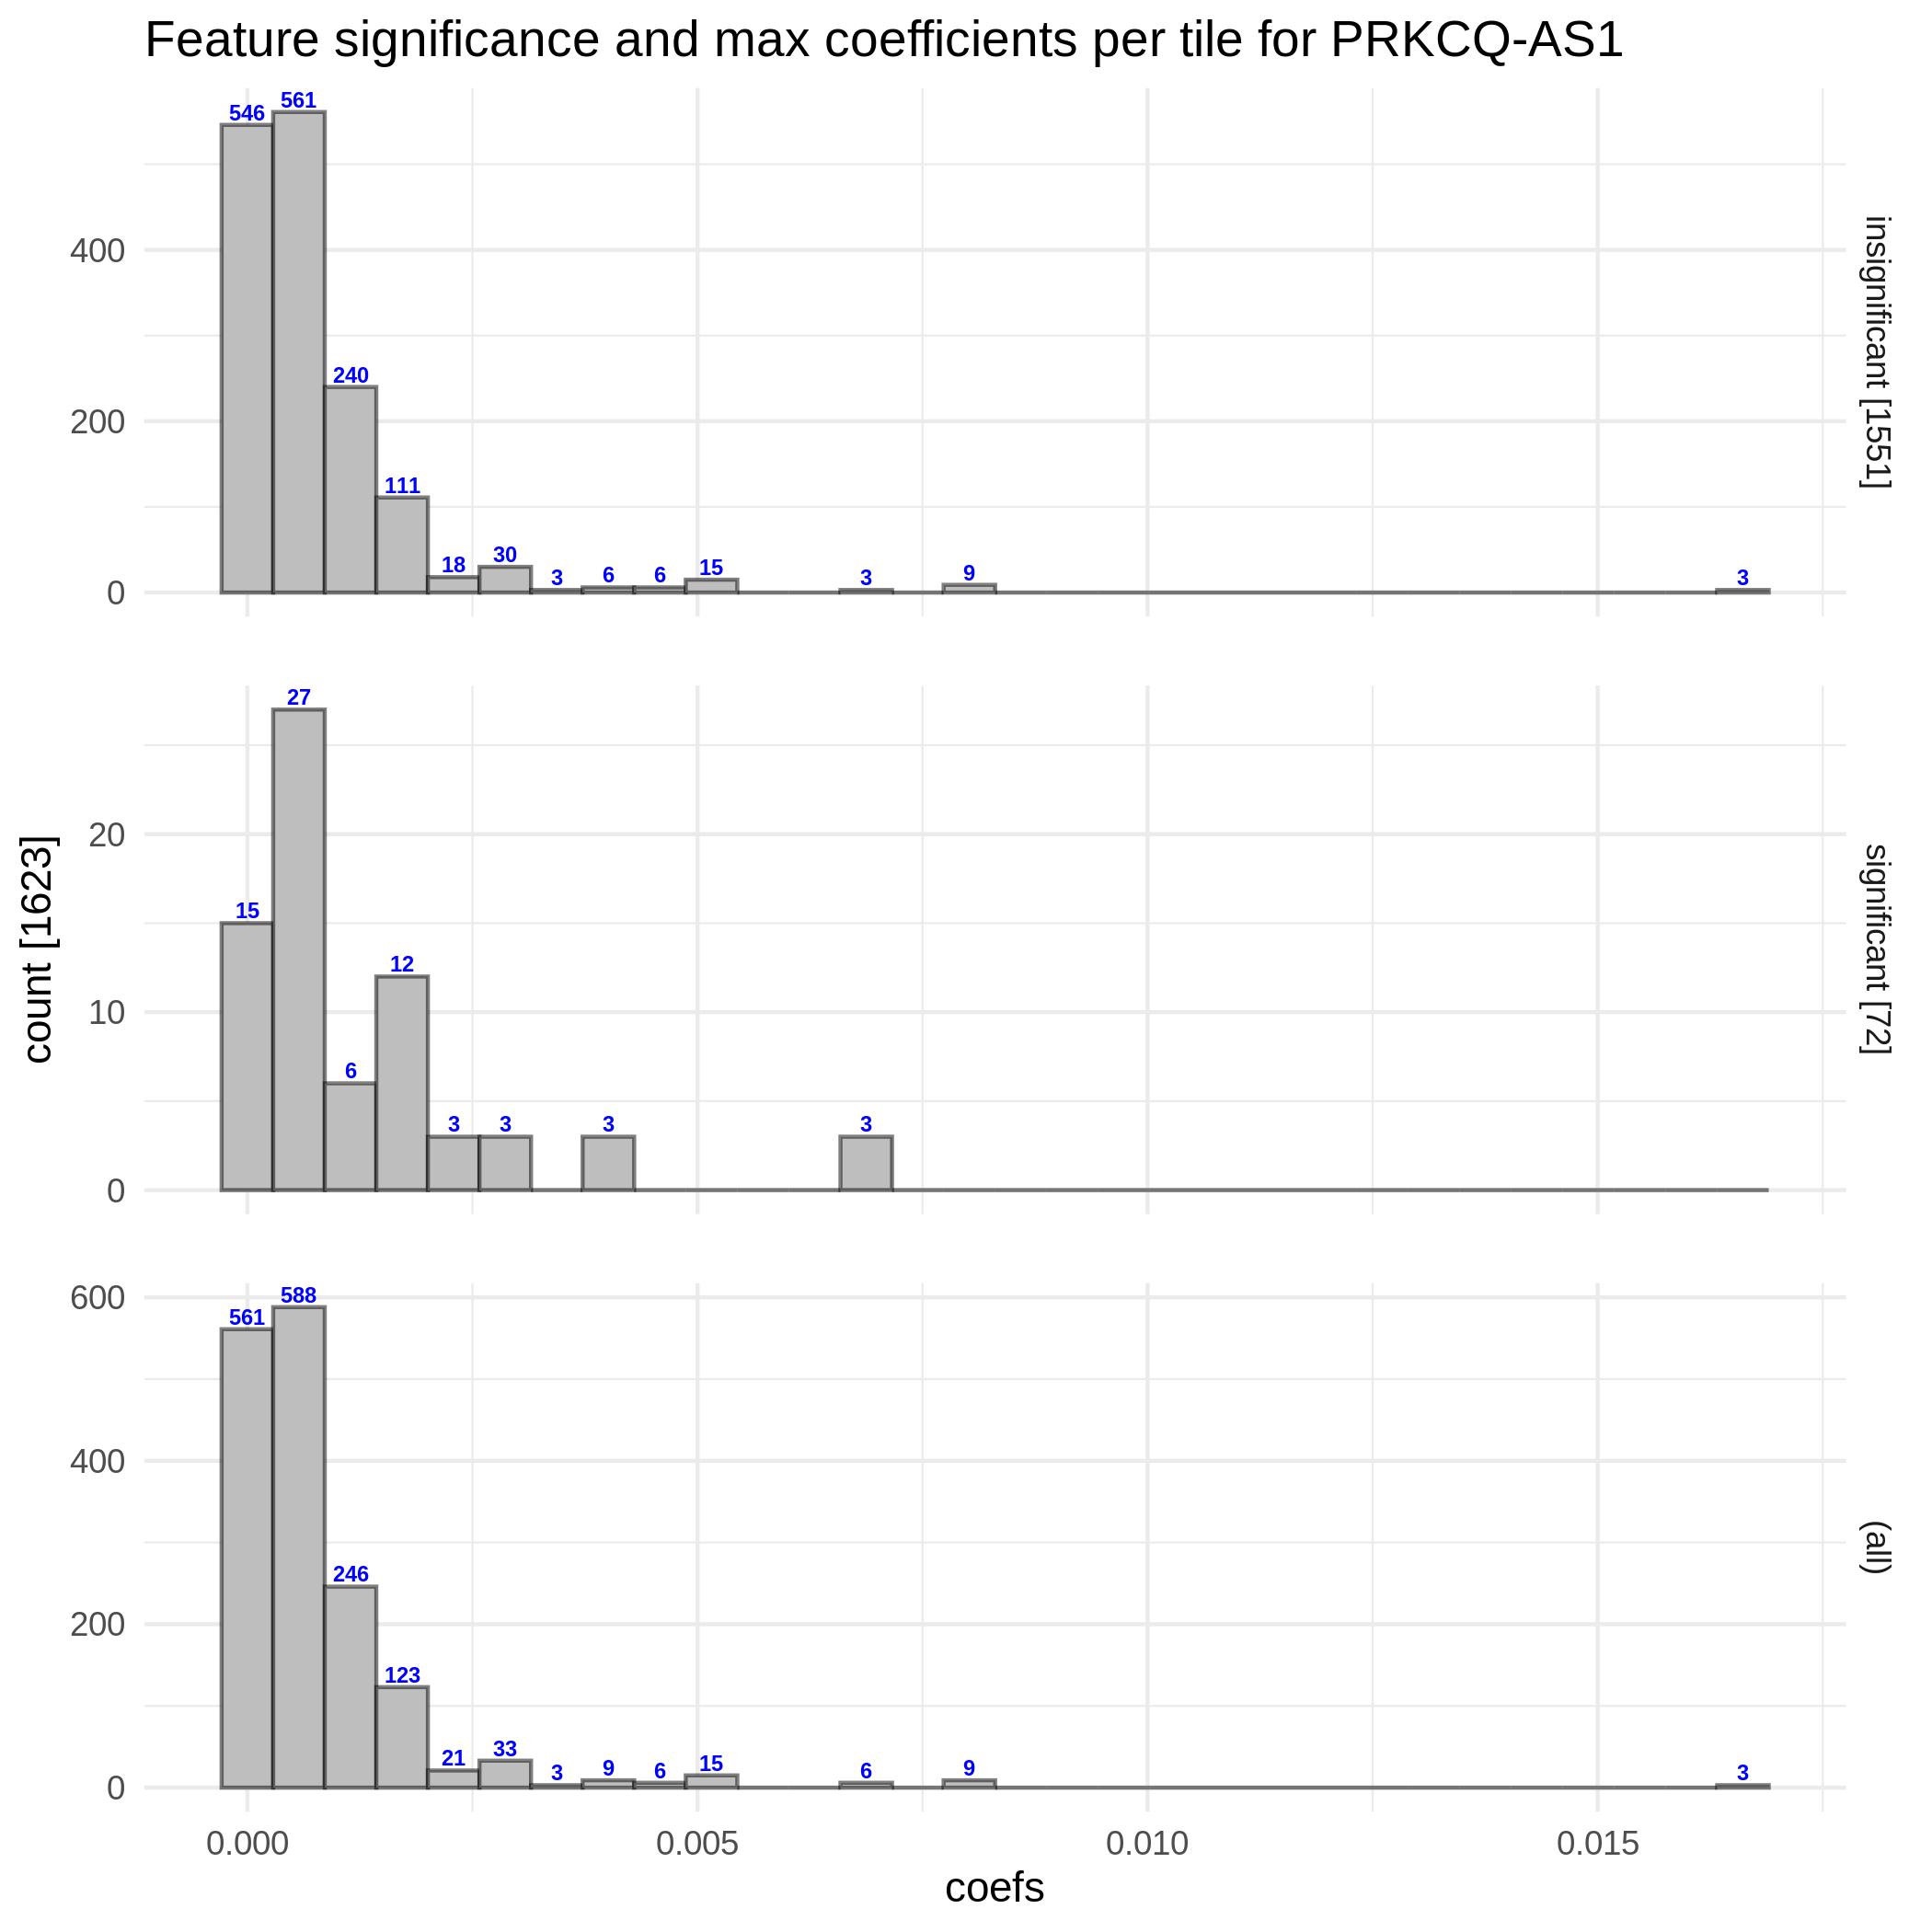 Feature significance and max coefficients per tile for PRKCQ-AS1
546 561 240 111 18 30 3 6 6 15 3 9 3
400
200
0
insignificant [1551]
count [1623]
15 27 6 12 3 3 3 3
20
10
0
significant [72]
561 588 246 123 21 33 3 9 6 15 6 9 3
600
400
200
0
(all)
0.000 0.005 0.010 0.015
coefs